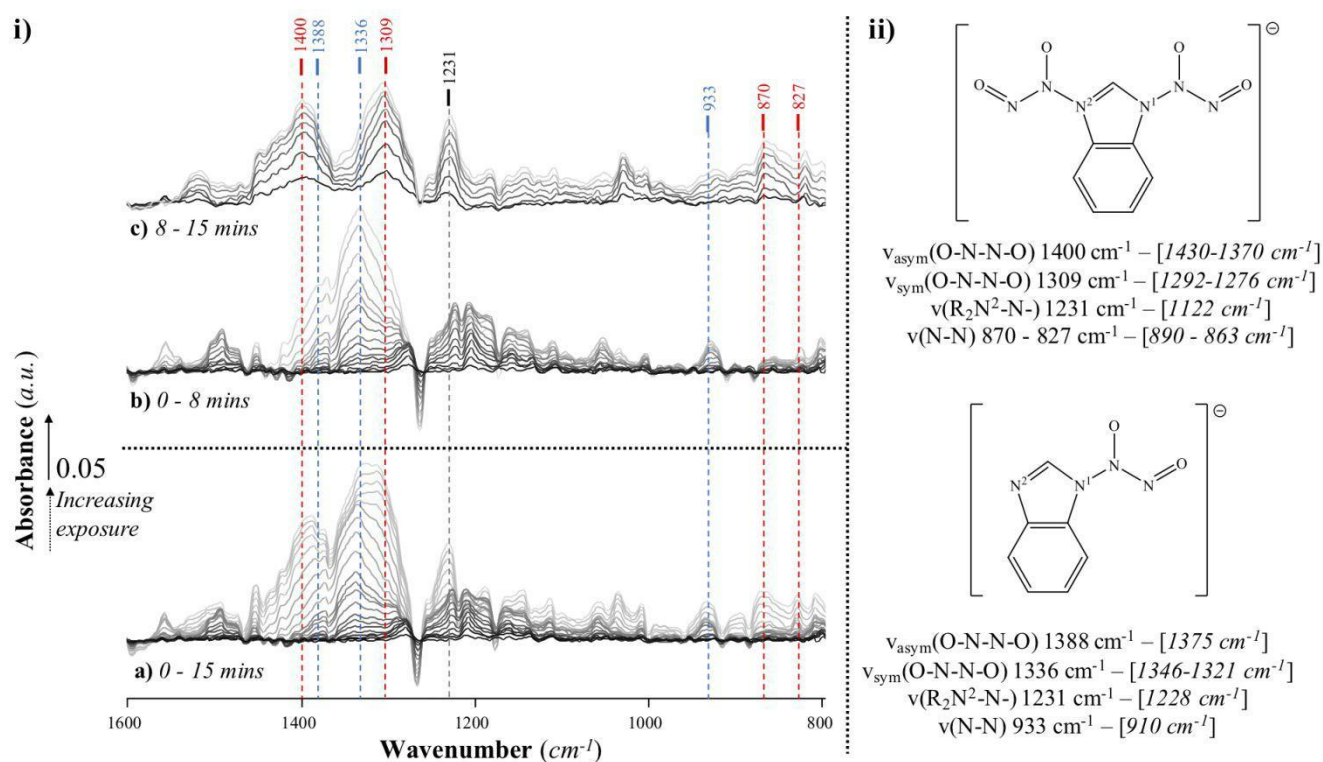 i)
1400
1388
1336
1309
1231
933
870
827
c) 8 - 15 mins
b) 0 - 8 mins
a) 0 - 15 mins
Absorbance (a.u.)
0.05
Increasing
exposure
1600
1400
1200
1000
800
Wavenumber (cm⁻¹)
ii)
⊖
O
O
O
N
N
N
O
N
N²
N¹
v_asym(O-N-N-O) 1400 cm⁻¹ – [1430-1370 cm⁻¹]
v_sym(O-N-N-O) 1309 cm⁻¹ – [1292-1276 cm⁻¹]
v(R₂N²-N-) 1231 cm⁻¹ – [1122 cm⁻¹]
v(N-N) 870 - 827 cm⁻¹ – [890 - 863 cm⁻¹]
⊖
O
O
N
N²
N¹
N
v_asym(O-N-N-O) 1388 cm⁻¹ – [1375 cm⁻¹]
v_sym(O-N-N-O) 1336 cm⁻¹ – [1346-1321 cm⁻¹]
v(R₂N²-N-) 1231 cm⁻¹ – [1228 cm⁻¹]
v(N-N) 933 cm⁻¹ – [910 cm⁻¹]